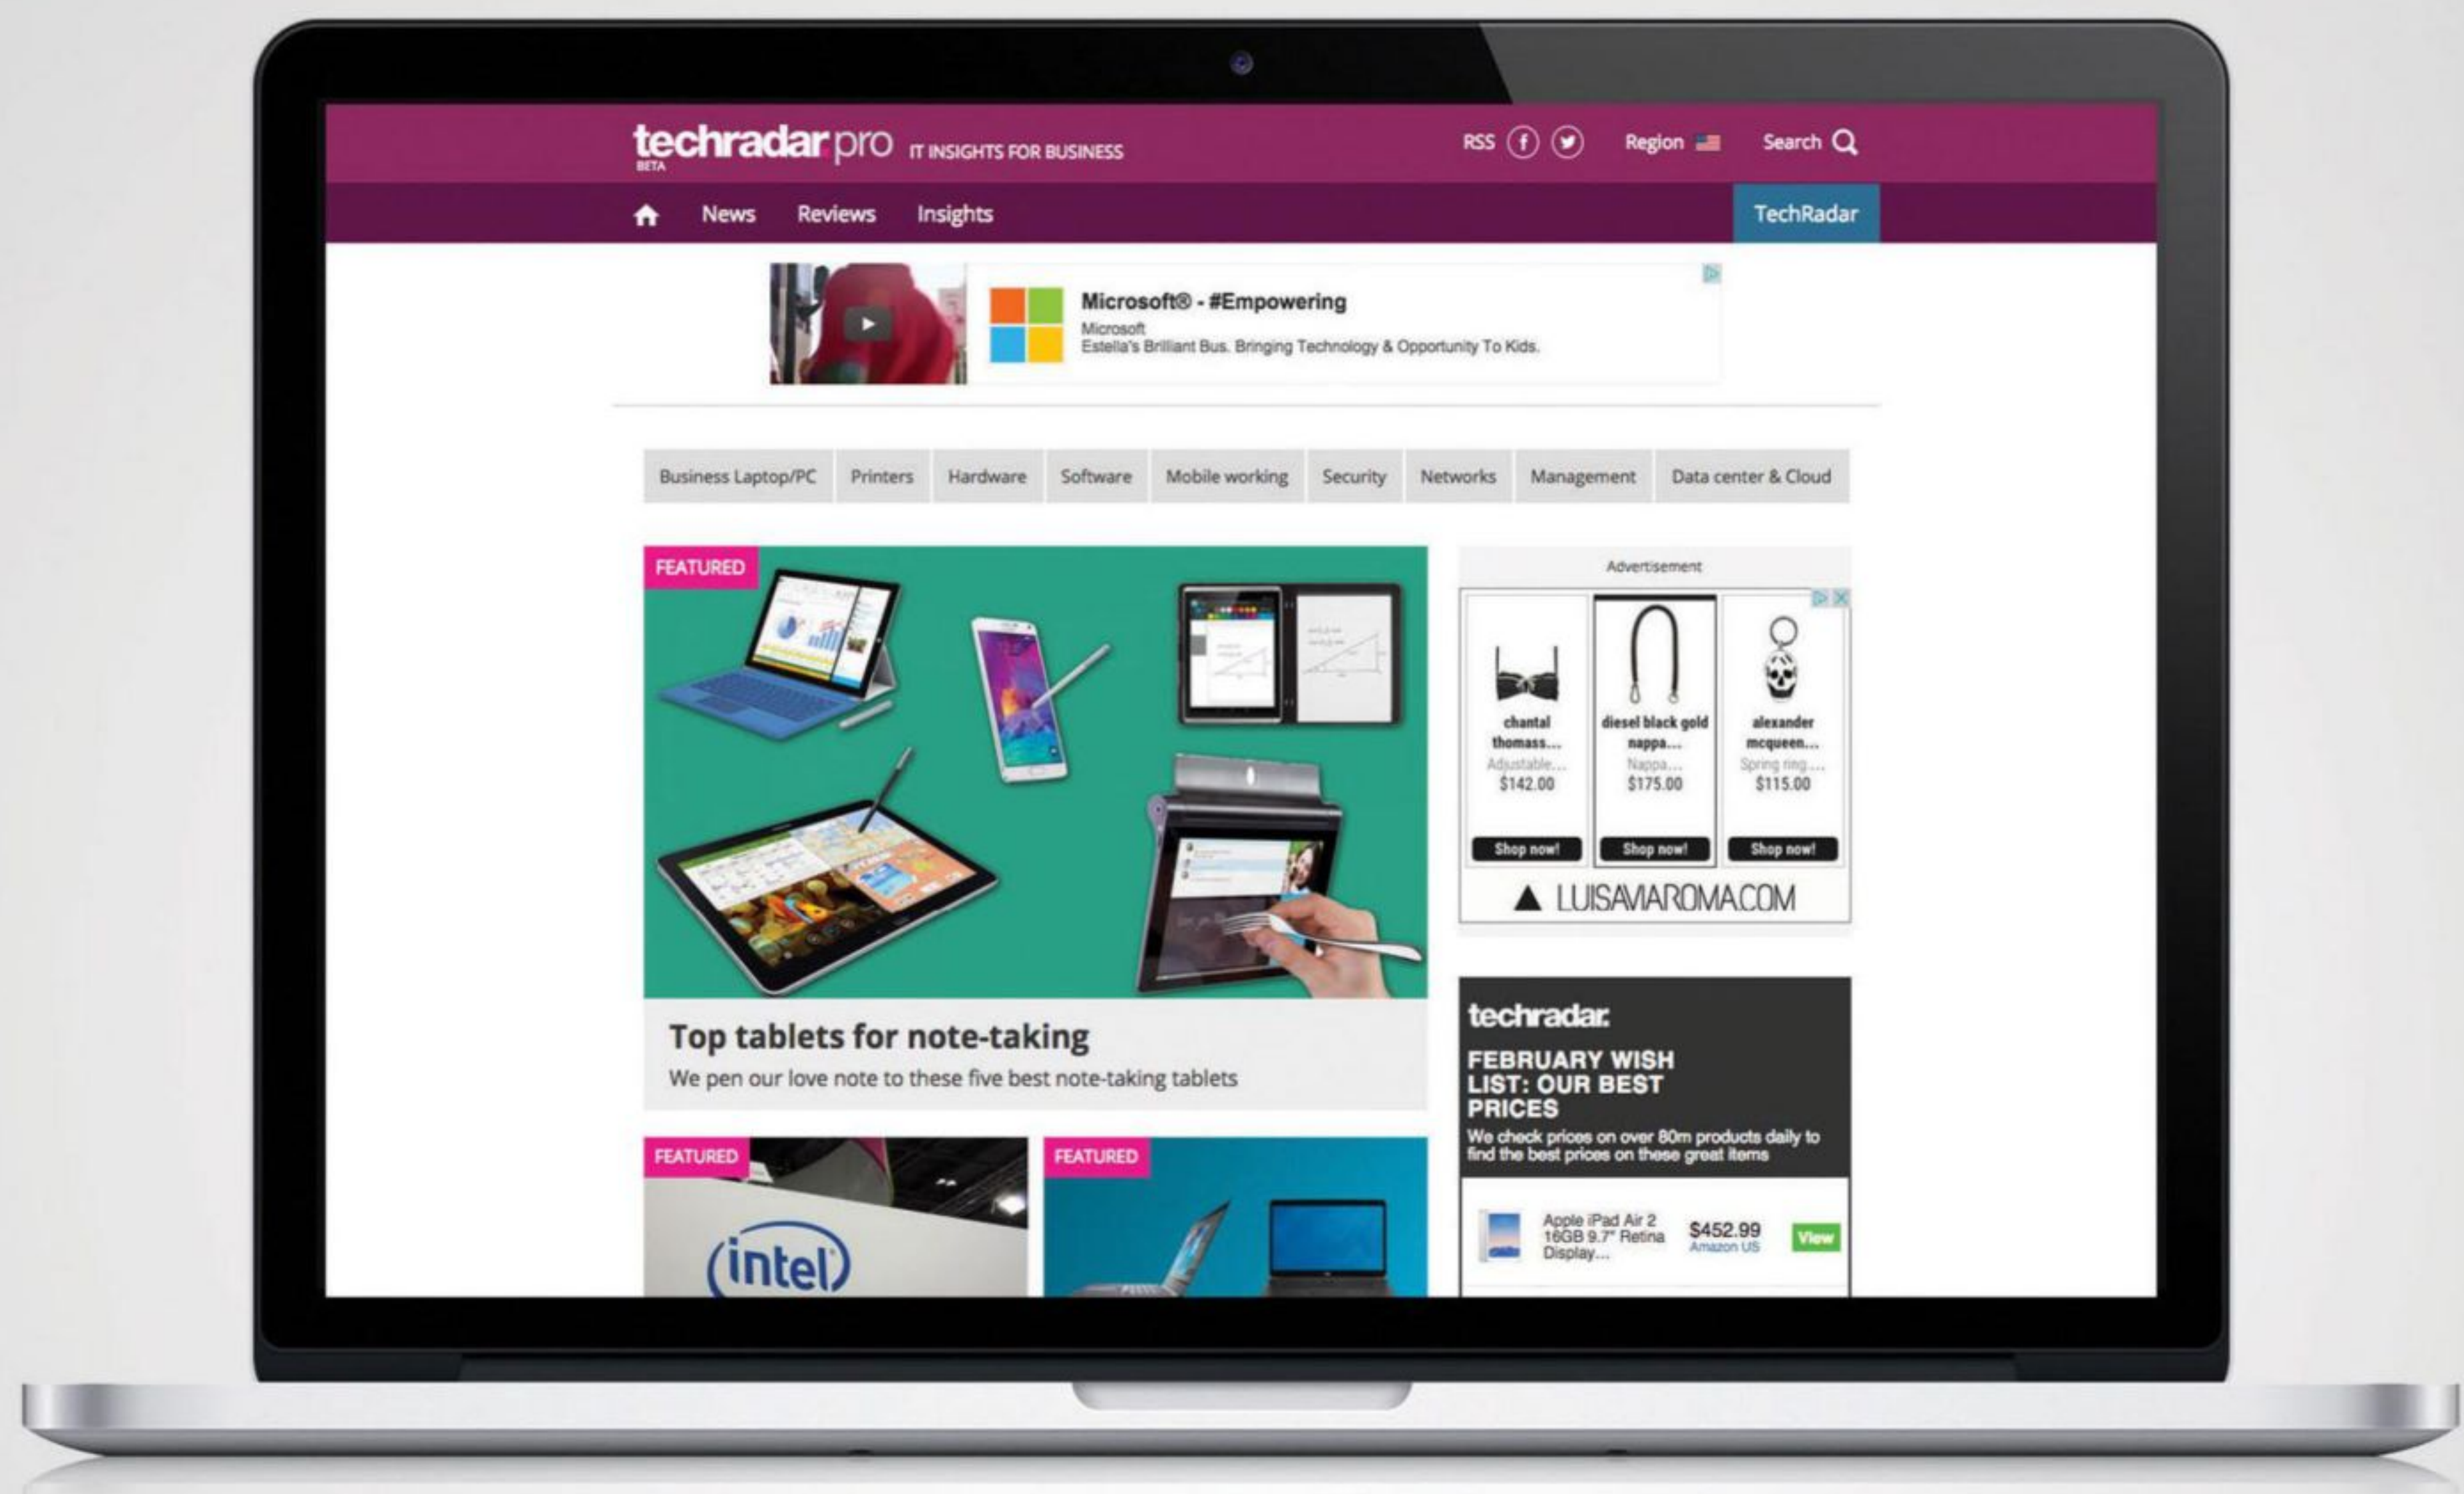 techradar.pro IT INSIGHTS FOR BUSINESS
BETA
RSS
Region
Search
News
Reviews
Insights
TechRadar
Microsoft® - #Empowering
Microsoft
Estella's Brilliant Bus. Bringing Technology & Opportunity To Kids.
Business Laptop/PC
Printers
Hardware
Software
Mobile working
Security
Networks
Management
Data center & Cloud
FEATURED
Top tablets for note-taking
We pen our love note to these five best note-taking tablets
Advertisement
chantal
thomass...
Adjustable...
$142.00
Shop now!
diesel black gold
nappa...
Nappa...
$175.00
Shop now!
alexander
mcqueen...
Spring ring ...
$115.00
Shop now!
LUISAVIAROMA.COM
techradar.
FEBRUARY WISH
LIST: OUR BEST
PRICES
We check prices on over 80m products daily to
find the best prices on these great items
Apple iPad Air 2
16GB 9.7" Retina
Display...
$452.99
Amazon US
View
FEATURED
intel
FEATURED